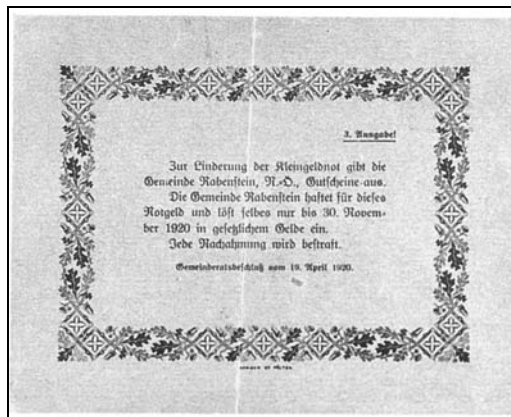 3. Ausgabe!
Zur Linderung der Kleingeldnot gibt die
Gemeinde Rabenstein, N.-Ö., Gutscheine aus.
Die Gemeinde Rabenstein haftet für dieses
Notgeld und löst selbes nur bis 30. Novem-
ber 1920 in gesetzlichem Gelde ein.
Jede Nachahmung wird bestraft.
Gemeinderatsbeschluß vom 19. April 1920.
ST. PÖLTEN